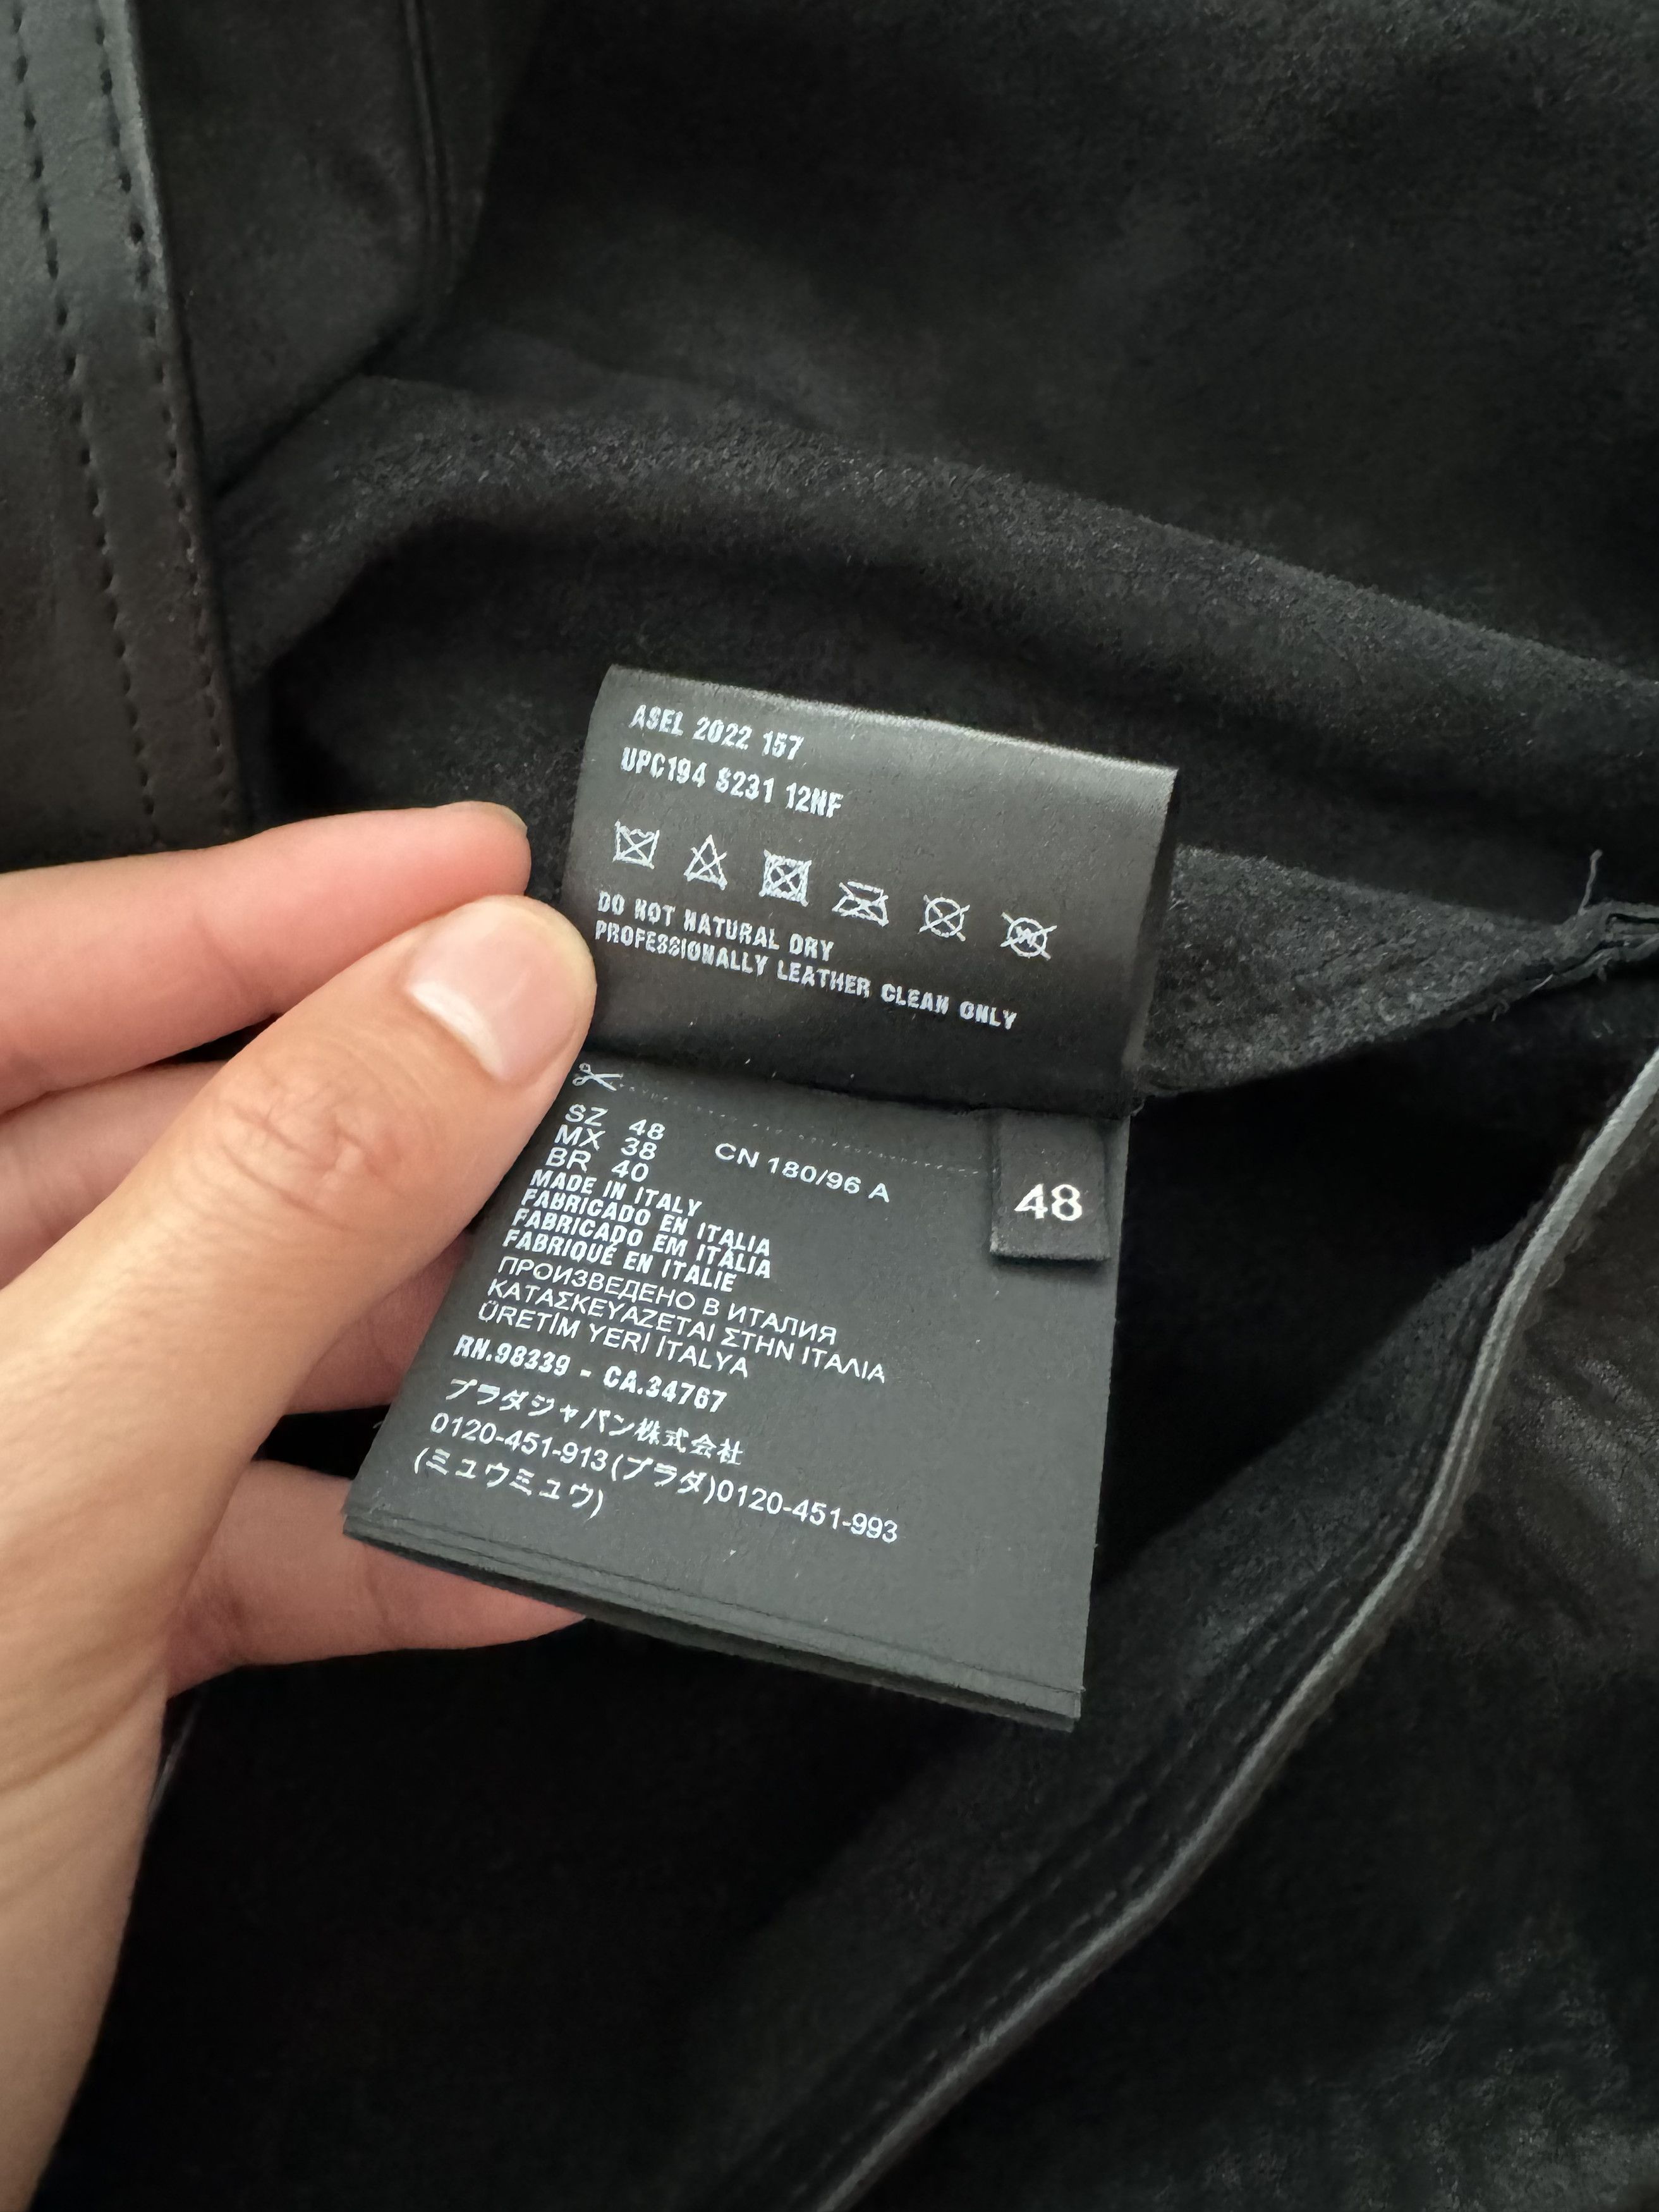 ASEL 2022 157
UPC194 S231 12NF
DO NOT NATURAL DRY
PROFESSIONALLY LEATHER CLEAN ONLY
SZ 48
MX 38 CN 180/96 A
BR 40
48
MADE IN ITALY
FABRICADO EN ITALIA
FABRICADO EM ITÁLIA
FABRIQUÉ EN ITALIE
ПРОИЗВЕДЕНО В ИТАЛИЯ
ΚΑΤΑΣΚΕΥΑΖΕΤΑΙ ΣΤΗΝ ΙΤΑΛΙΑ
ÜRETİM YERİ İTALYA
RN.98339 - CA.34767
プラダジャパン株式会社
0120-451-913(プラダ)0120-451-993
(ミュウミュウ)